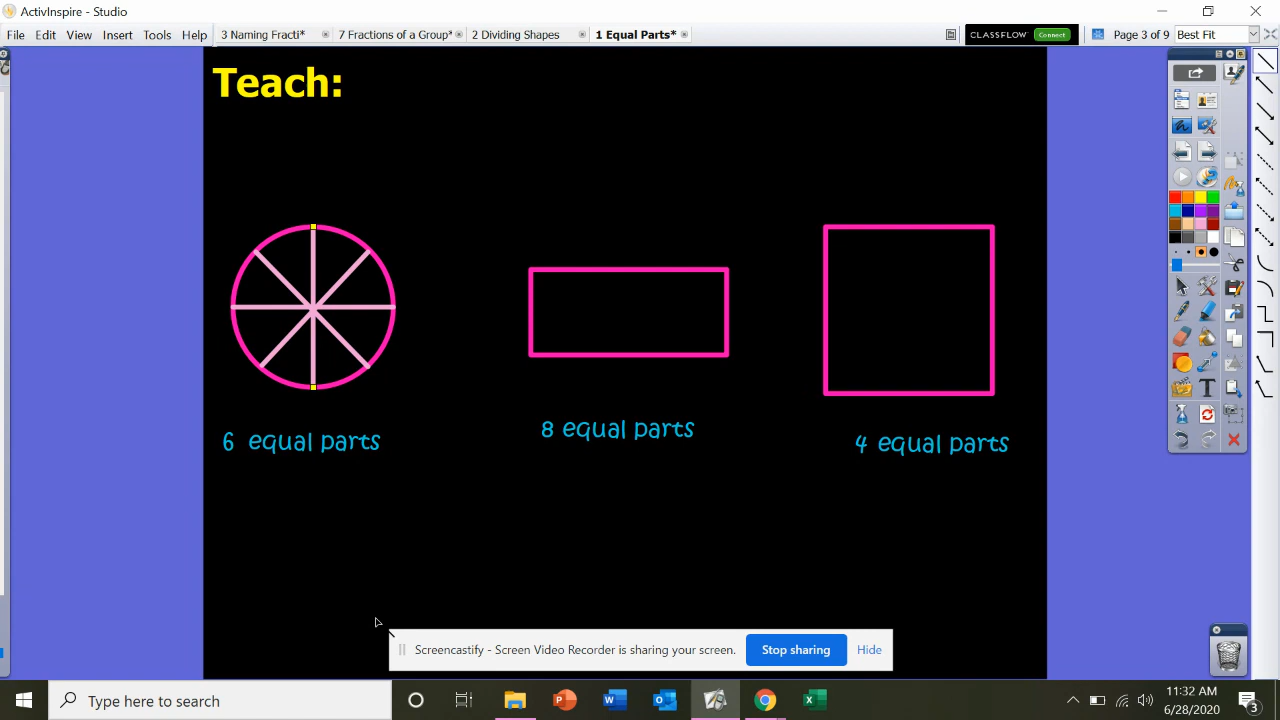 ActivInspire - Studio
File Edit View Insert Tools Help
3 Naming Fracti* 7 Fractions of a Group* 2 Dividing Shapes 1 Equal Parts*
CLASSFLOW Connect Page 3 of 9 Best Fit
Teach:
6 equal parts
8 equal parts
4 equal parts
Screencastify - Screen Video Recorder is sharing your screen. Stop sharing Hide
Type here to search
11:32 AM
6/28/2020
3